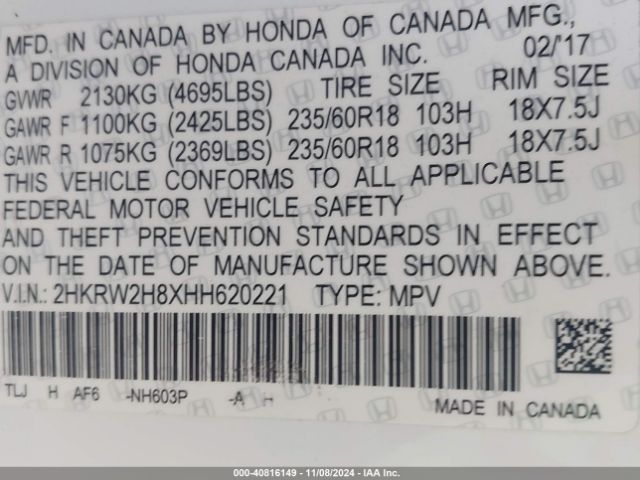 MFD. IN CANADA BY HONDA OF CANADA MFG.,
A DIVISION OF HONDA CANADA INC. 02/'17
GVWR 2130KG (4695LBS) TIRE SIZE RIM SIZE
GAWR F 1100KG (2425LBS) 235/60R18 103H 18X7.5J
GAWR R 1075KG (2369LBS) 235/60R18 103H 18X7.5J
THIS VEHICLE CONFORMS TO ALL APPLICABLE
FEDERAL MOTOR VEHICLE SAFETY
AND THEFT PREVENTION STANDARDS IN EFFECT
ON THE DATE OF MANUFACTURE SHOWN ABOVE.
V.I.N.: 2HKRW2H8XHH620221 TYPE: MPV
TLJ H AF6 -NH603P -A H
MADE IN CANADA
000-40816149 - 11/08/2024 - IAA Inc.